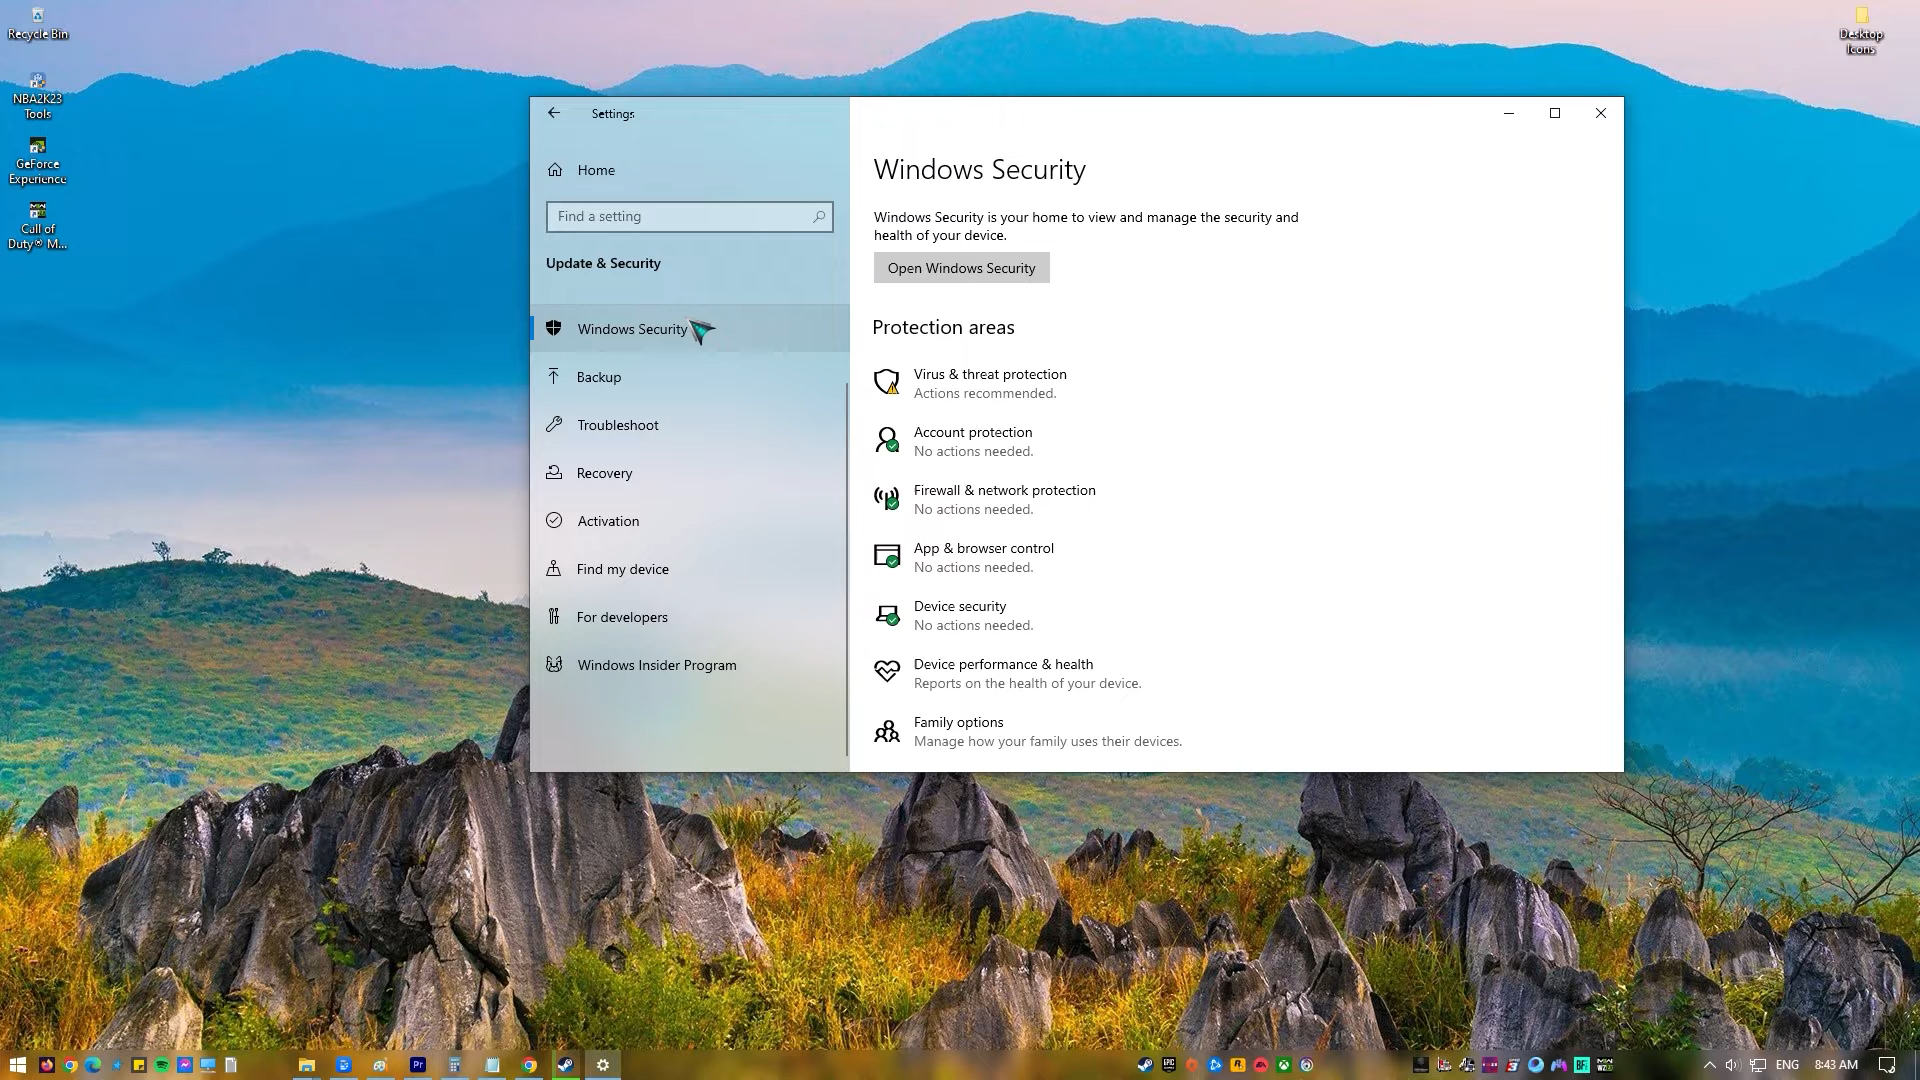 Recycle Bin
NBA2K23
Tools
GeForce
Experience
Call of
Duty® M...
Desktop
Icons
Settings
Home
Find a setting
Update & Security
Windows Security
Backup
Troubleshoot
Recovery
Activation
Find my device
For developers
Windows Insider Program
Windows Security
Windows Security is your home to view and manage the security and
health of your device.
Open Windows Security
Protection areas
Virus & threat protection
Actions recommended.
Account protection
No actions needed.
Firewall & network protection
No actions needed.
App & browser control
No actions needed.
Device security
No actions needed.
Device performance & health
Reports on the health of your device.
Family options
Manage how your family uses their devices.
Pr
ENG
8:43 AM